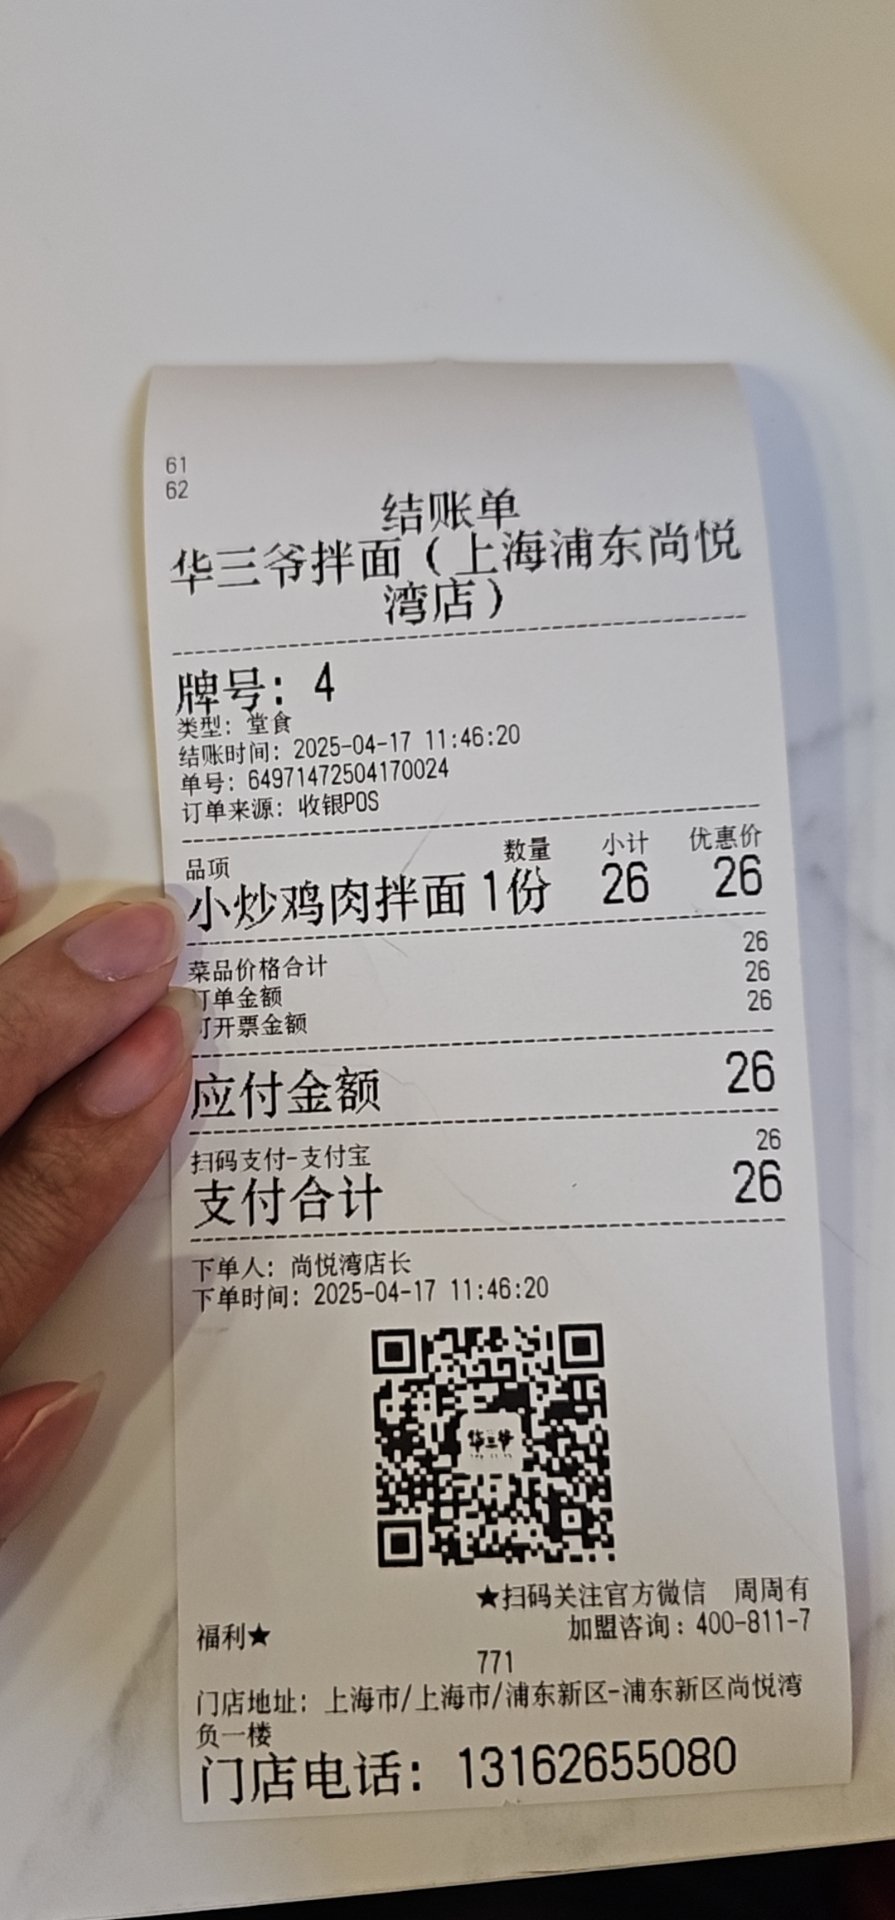 61
62
结账单
华三爷拌面（上海浦东尚悦
湾店）
牌号：4
类型：堂食
结账时间：2025-04-17 11:46:20
单号：64971472504170024
订单来源：收银POS
品项 数量 小计 优惠价
小炒鸡肉拌面 1份 26 26
菜品价格合计 26
订单金额 26
可开票金额 26
应付金额 26
扫码支付-支付宝 26
支付合计 26
下单人：尚悦湾店长
下单时间：2025-04-17 11:46:20
华三爷
★扫码关注官方微信 周周有
福利★ 加盟咨询：400-811-7
771
门店地址：上海市/上海市/浦东新区-浦东新区尚悦湾
负一楼
门店电话：13162655080